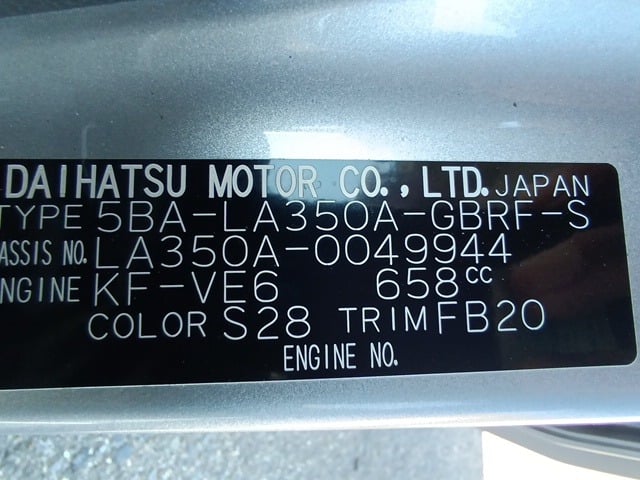 DAIHATSU MOTOR CO.,LTD. JAPAN
TYPE 5BA-LA350A-GBRF-S
HASSIS NO. LA350A-0049944
NGINE KF-VE6 658CC
COLOR S28 TRIM FB20
ENGINE NO.